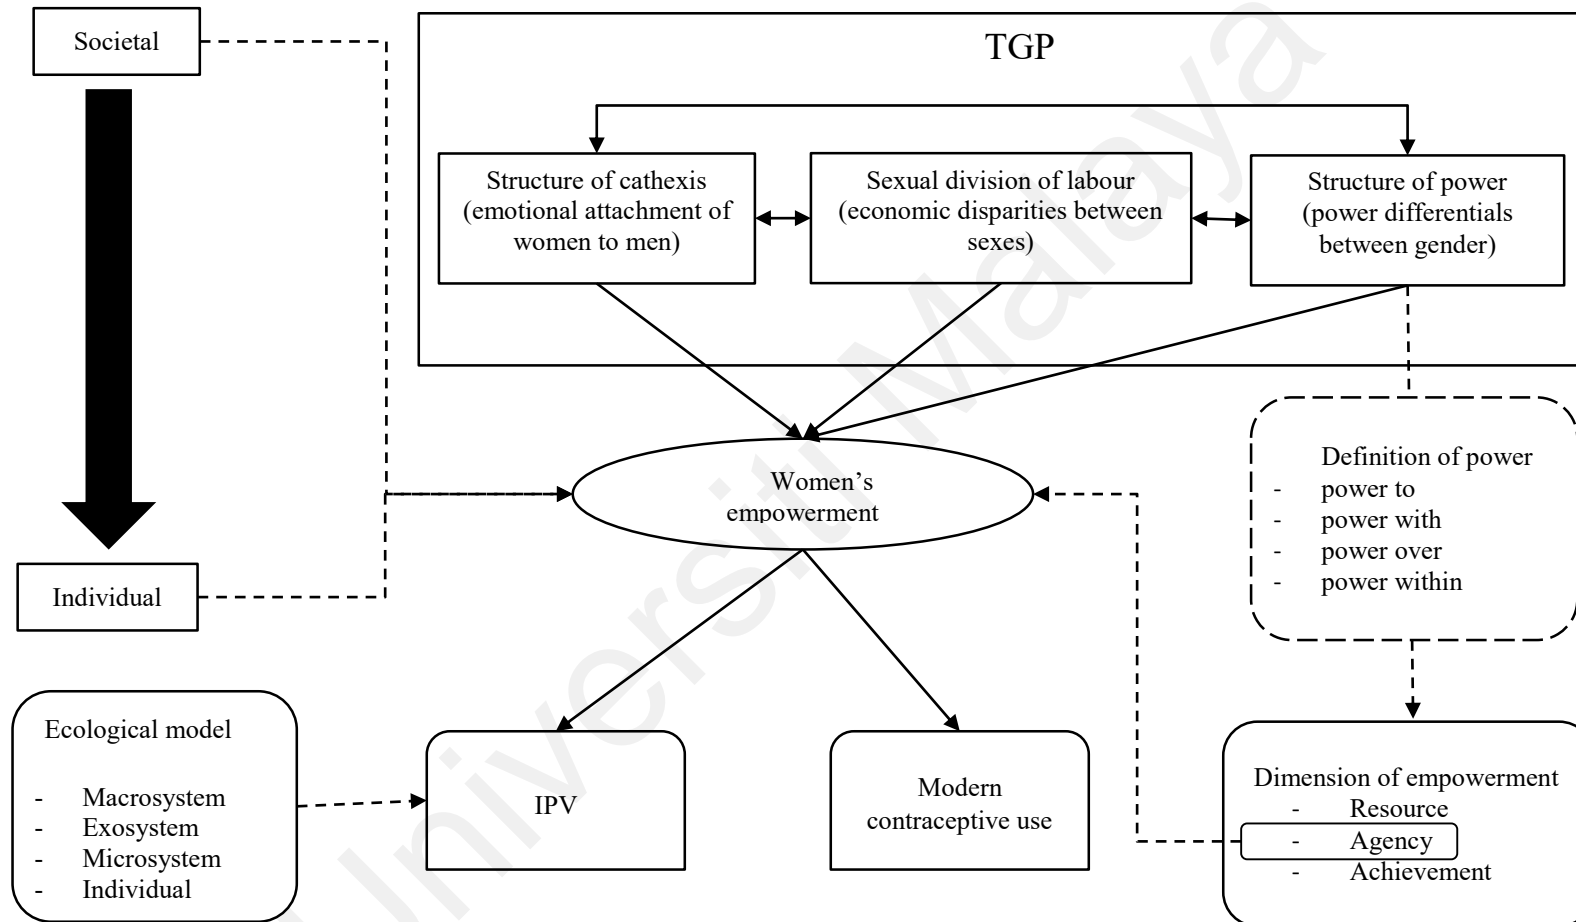 Societal
TGP
Structure of cathexis
(emotional attachment of
women to men)
Sexual division of labour
(economic disparities between
sexes)
Structure of power
(power differentials
between gender)
Women’s
empowerment
Definition of power
- power to
- power with
- power over
- power within
Individual
Ecological model
- Macrosystem
- Exosystem
- Microsystem
- Individual
IPV
Modern
contraceptive use
Dimension of empowerment
- Resource
- Agency
- Achievement
Universiti Malaya